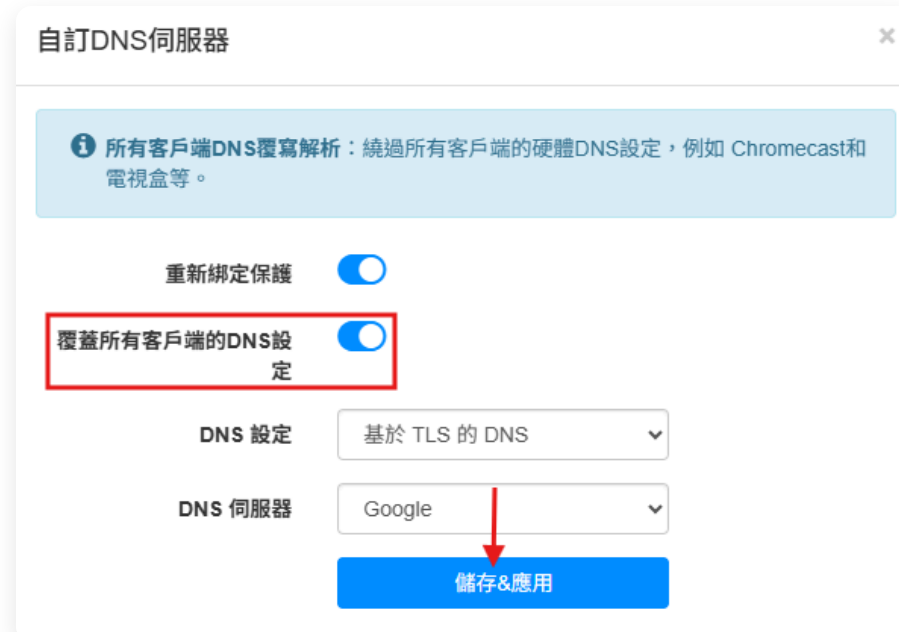 自訂DNS伺服器
×
所有客戶端DNS覆寫解析：繞過所有客戶端的硬體DNS設定，例如 Chromecast和
電視盒等。
重新綁定保護
覆蓋所有客戶端的DNS設
定
DNS 設定
基於 TLS 的 DNS
DNS 伺服器
Google
儲存&應用